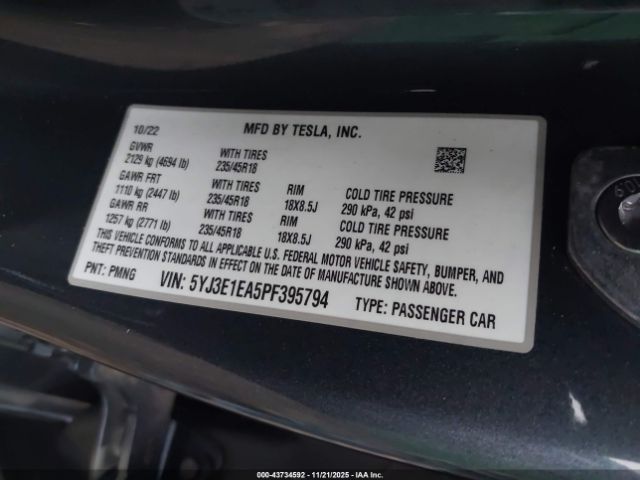 10/22 MFD BY TESLA, INC.
GVWR WITH TIRES
2129 kg (4694 lb) 235/45R18
GAWR FRT WITH TIRES RIM COLD TIRE PRESSURE
1110 kg (2447 lb) 235/45R18 18X8.5J 290 kPa, 42 psi
GAWR RR WITH TIRES RIM COLD TIRE PRESSURE
1257 kg (2771 lb) 235/45R18 18X8.5J 290 kPa, 42 psi
THIS VEHICLE CONFORMS TO ALL APPLICABLE U.S. FEDERAL MOTOR VEHICLE SAFETY, BUMPER, AND
THEFT PREVENTION STANDARDS IN EFFECT ON THE DATE OF MANUFACTURE SHOWN ABOVE.
PNT: PMNG VIN: 5YJ3E1EA5PF395794 TYPE: PASSENGER CAR
000-43734592 — 11/21/2025 — IAA Inc.